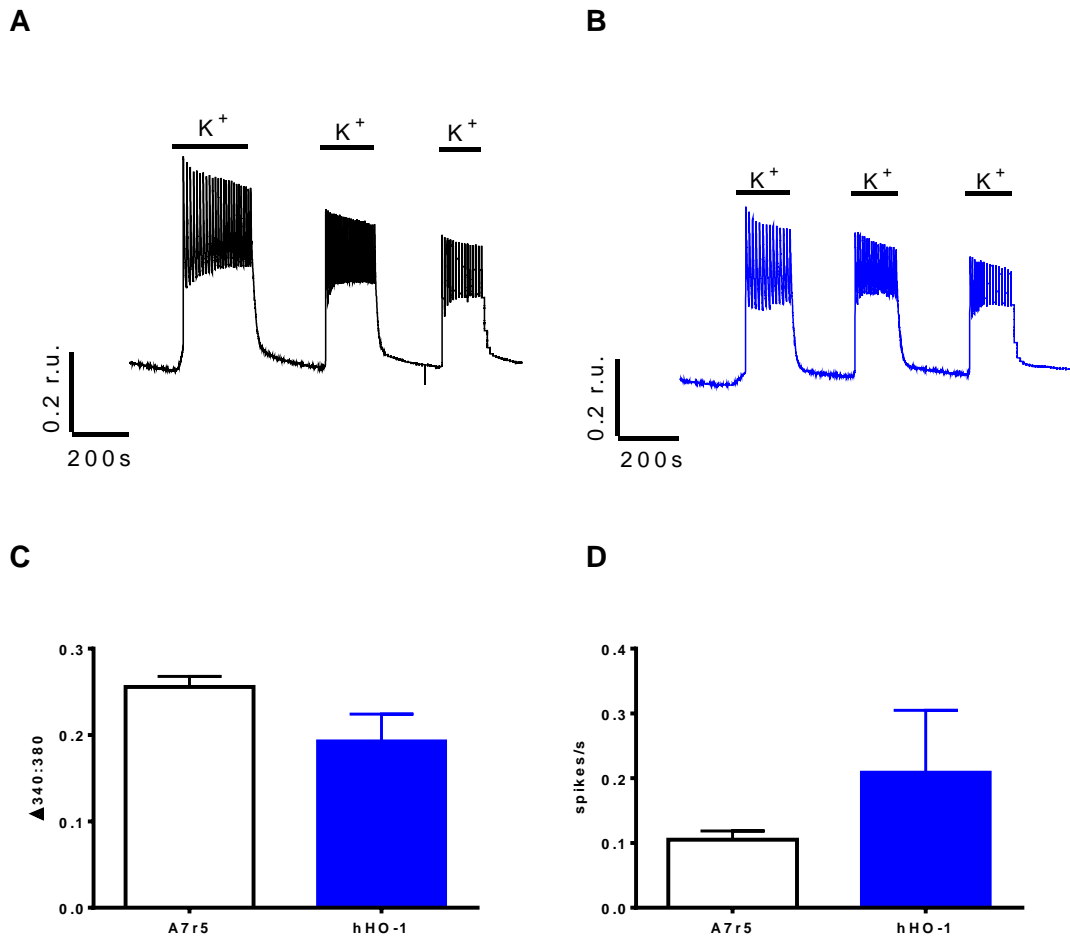 A
B
K+ K+ K+
K+ K+ K+
0.2 r.u.
200s
0.2 r.u.
200s
C
D
0.3
0.2
0.1
0.0
▲340:380
A7r5 hHO-1
0.4
0.3
0.2
0.1
0.0
spikes/s
A7r5 hHO-1